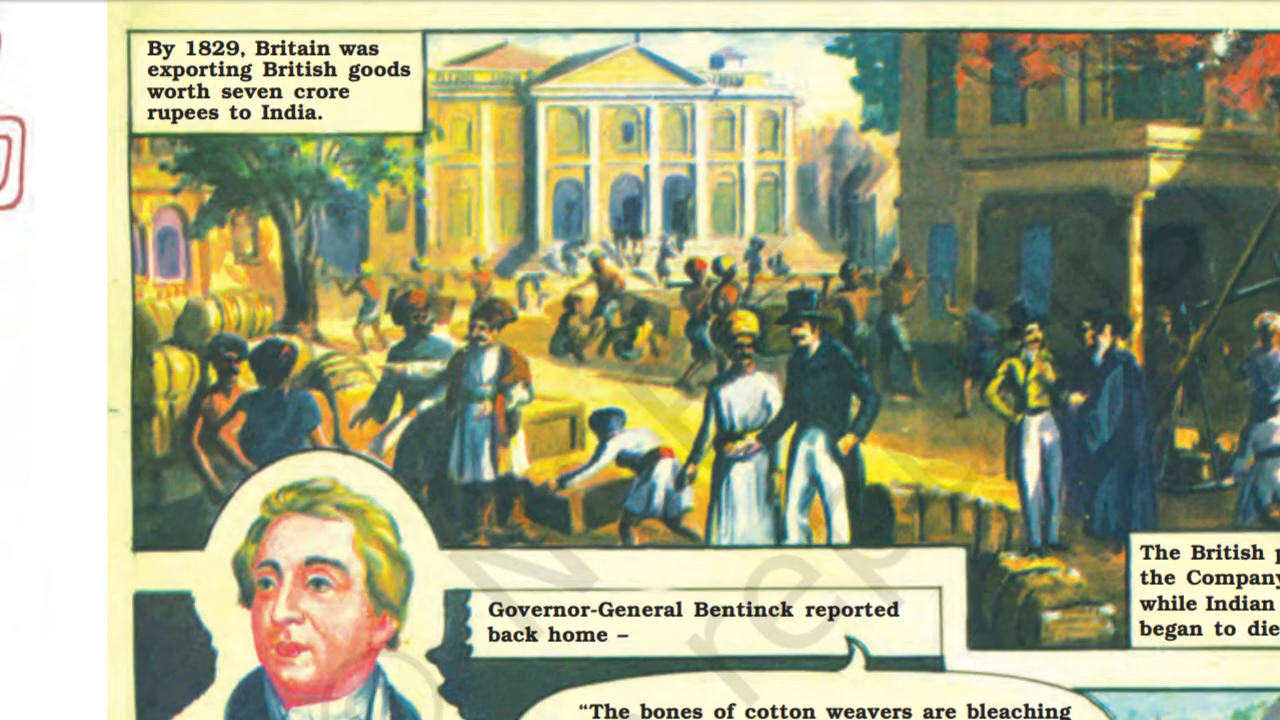 By 1829, Britain was
exporting British goods
worth seven crore
rupees to India.
The British
the Company
while Indian
began to die
Governor-General Bentinck reported
back home –
“The bones of cotton weavers are bleaching